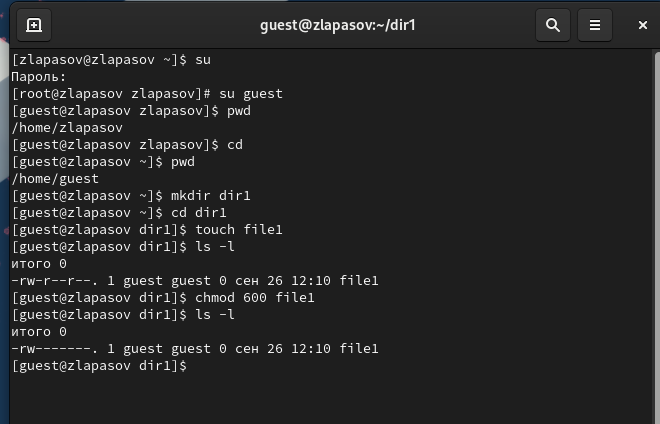 guest@zlapasov:~/dir1
[zlapasov@zlapasov ~]$ su
Пароль:
[root@zlapasov zlapasov]# su guest
[guest@zlapasov zlapasov]$ pwd
/home/zlapasov
[guest@zlapasov zlapasov]$ cd
[guest@zlapasov ~]$ pwd
/home/guest
[guest@zlapasov ~]$ mkdir dir1
[guest@zlapasov ~]$ cd dir1
[guest@zlapasov dir1]$ touch file1
[guest@zlapasov dir1]$ ls -l
итого 0
-rw-r--r--. 1 guest guest 0 сен 26 12:10 file1
[guest@zlapasov dir1]$ chmod 600 file1
[guest@zlapasov dir1]$ ls -l
итого 0
-rw-------. 1 guest guest 0 сен 26 12:10 file1
[guest@zlapasov dir1]$